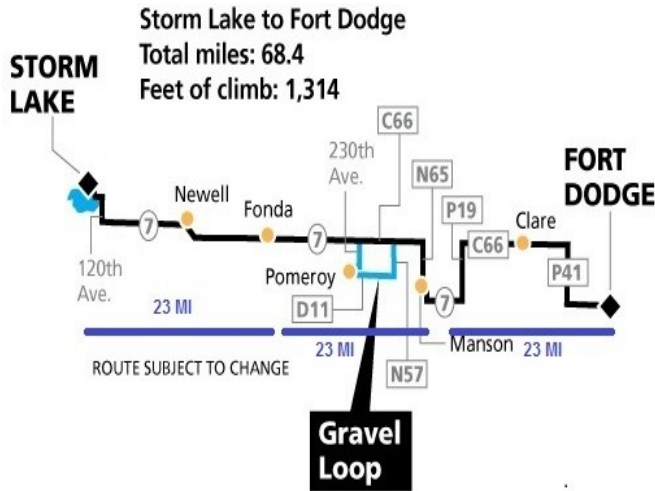 Storm Lake to Fort Dodge
Total miles: 68.4
Feet of climb: 1,314
STORM
LAKE
C66
230th
Ave.
N65
FORT
DODGE
Newell
Fonda
P19
Clare
7
7
C66
120th
Ave.
Pomeroy
P41
D11
7
23 MI
23 MI
Manson
23 MI
ROUTE SUBJECT TO CHANGE
N57
Gravel
Loop